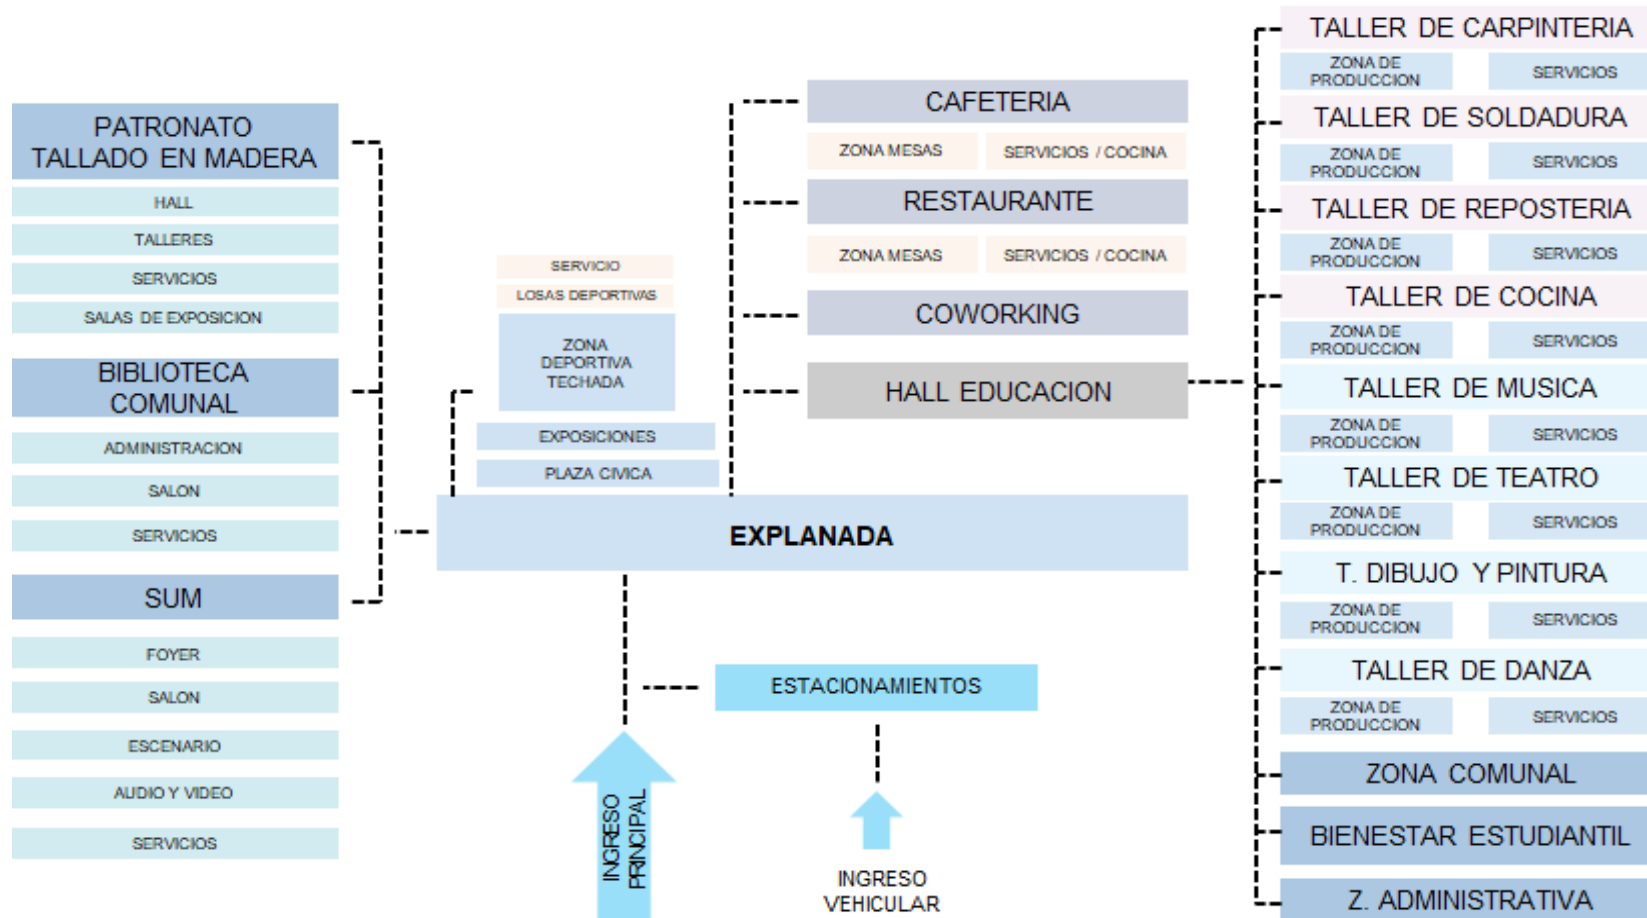 PATRONATO
TALLADO EN MADERA
HALL
TALLERES
SERVICIOS
SALAS DE EXPOSICION
BIBLIOTECA
COMUNAL
ADMINISTRACION
SALON
SERVICIOS
SUM
FOYER
SALON
ESCENARIO
AUDIO Y VIDEO
SERVICIOS
SERVICIO
LOSAS DEPORTIVAS
ZONA
DEPORTIVA
TECHADA
EXPOSICIONES
PLAZA CIVICA
EXPLANADA
CAFETERIA
ZONA MESAS
SERVICIOS / COCINA
RESTAURANTE
ZONA MESAS
SERVICIOS / COCINA
COWORKING
HALL EDUCACION
ESTACIONAMIENTOS
INGRESO
PRINCIPAL
INGRESO
VEHICULAR
TALLER DE CARPINTERIA
ZONA DE
PRODUCCION
SERVICIOS
TALLER DE SOLDADURA
ZONA DE
PRODUCCION
SERVICIOS
TALLER DE REPOSTERIA
ZONA DE
PRODUCCION
SERVICIOS
TALLER DE COCINA
ZONA DE
PRODUCCION
SERVICIOS
TALLER DE MUSICA
ZONA DE
PRODUCCION
SERVICIOS
TALLER DE TEATRO
ZONA DE
PRODUCCION
SERVICIOS
T. DIBUJO Y PINTURA
ZONA DE
PRODUCCION
SERVICIOS
TALLER DE DANZA
ZONA DE
PRODUCCION
SERVICIOS
ZONA COMUNAL
BIENESTAR ESTUDIANTIL
Z. ADMINISTRATIVA